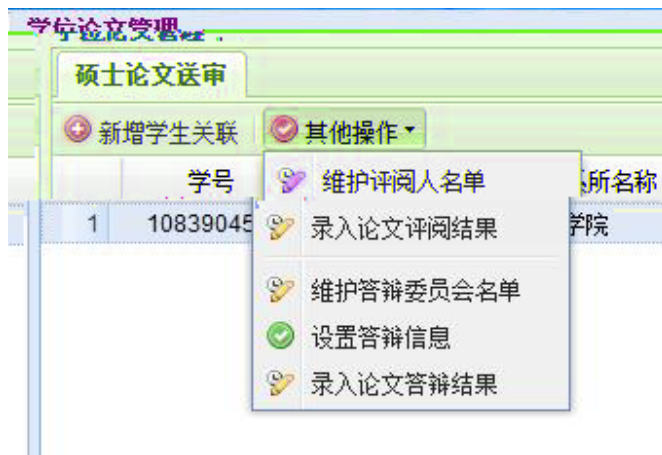 学位论文管理
硕士论文送审
新增学生关联 其他操作
学号 所名称
1 10839045 学院
维护评阅人名单
录入论文评阅结果
维护答辩委员会名单
设置答辩信息
录入论文答辩结果